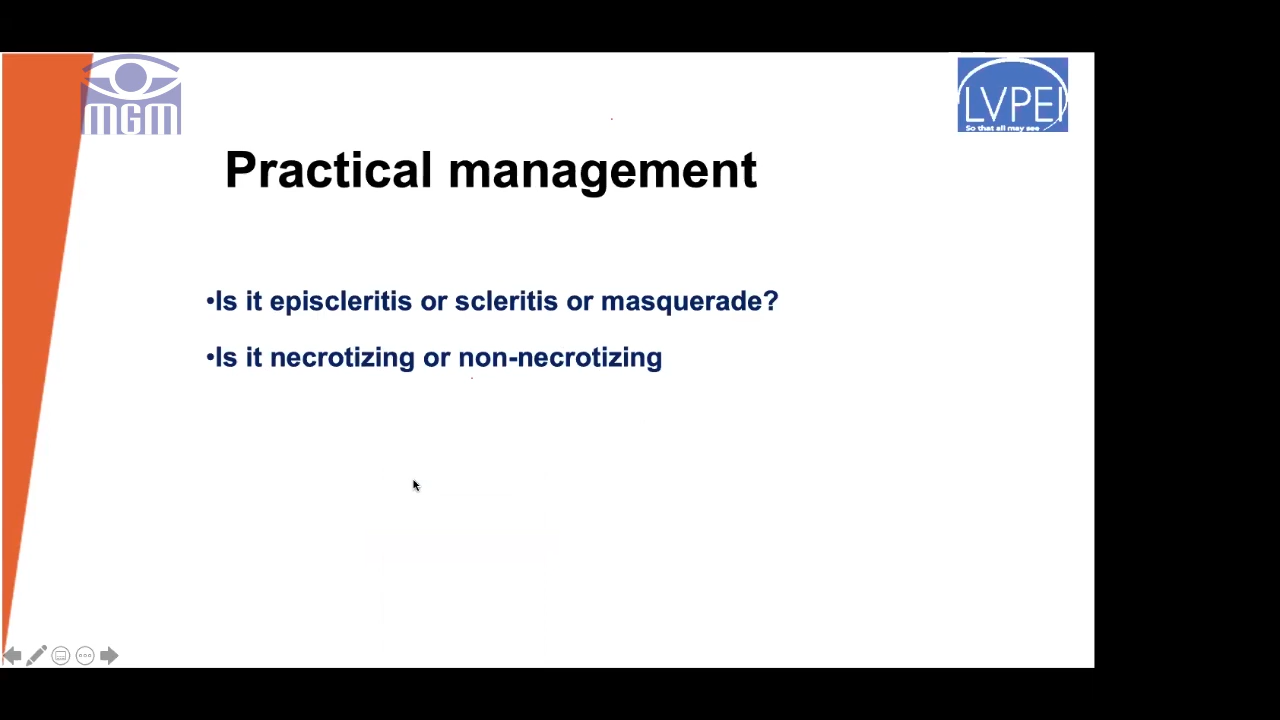 MGM
LVPEI
So that all may see
Practical management
•Is it episcleritis or scleritis or masquerade?
•Is it necrotizing or non-necrotizing